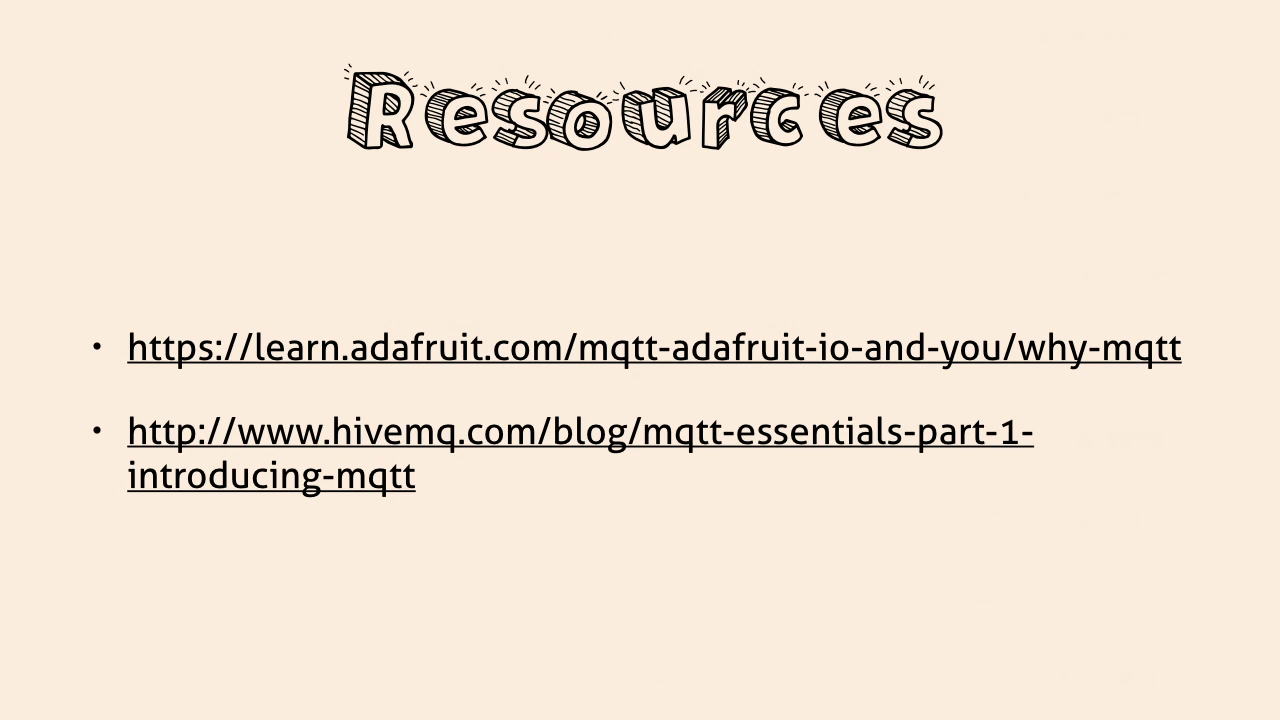 Resources
• https://learn.adafruit.com/mqtt-adafruit-io-and-you/why-mqtt
• http://www.hivemq.com/blog/mqtt-essentials-part-1-
introducing-mqtt